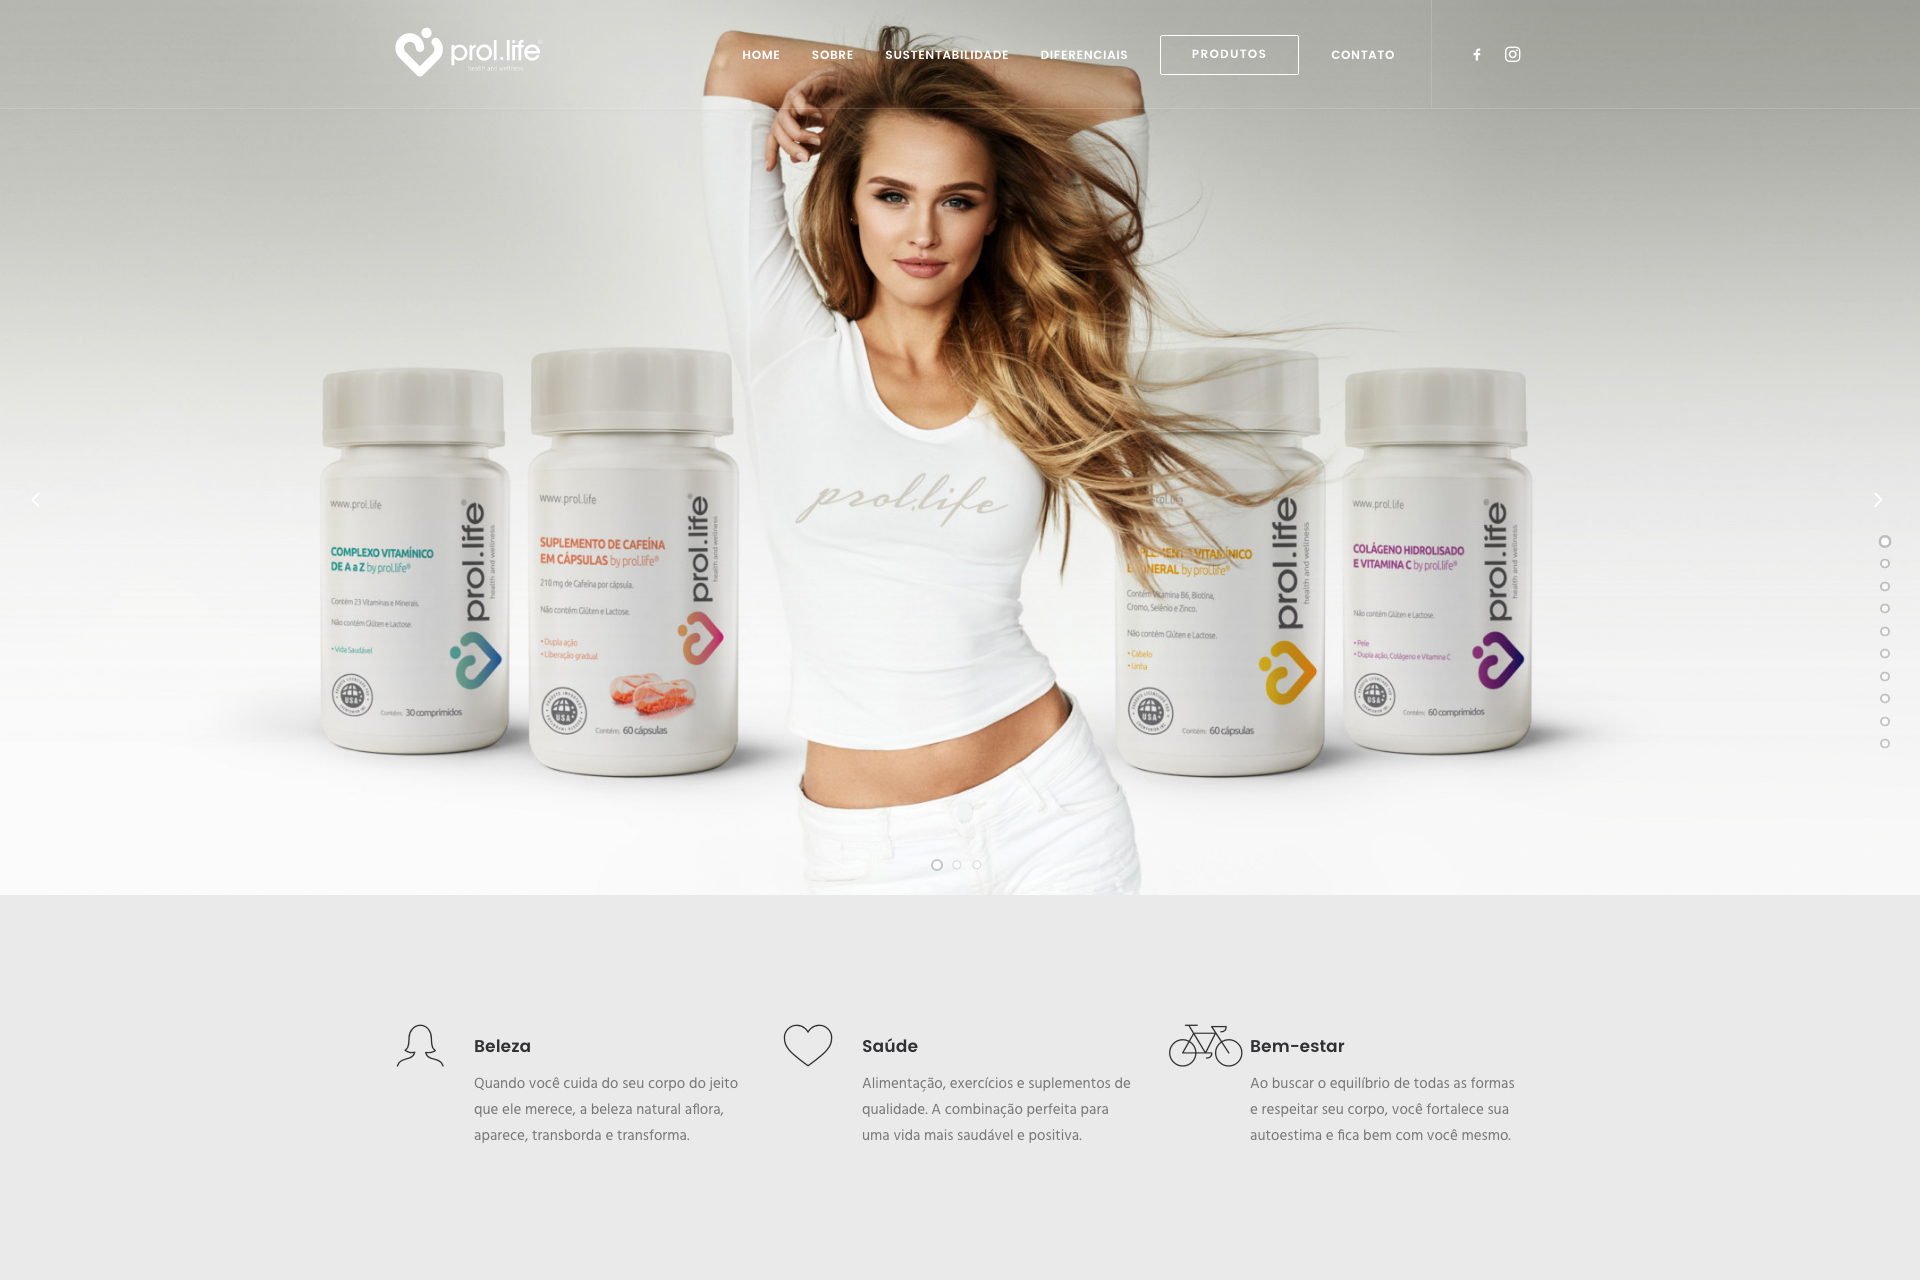 prol.life
health and wellness
HOME
SOBRE
SUSTENTABILIDADE
DIFERENCIAIS
PRODUTOS
CONTATO
www.prol.life
COMPLEXO VITAMÍNICO
DE A a Z by prol.life®
Contém 23 Vitaminas e Minerais.
Não contém Glúten e Lactose.
• Vida Saudável
USA
Contém: 30 comprimidos
prol.life®
health and wellness
www.prol.life
SUPLEMENTO DE CAFEÍNA
EM CÁPSULAS by prol.life®
210 mg de Cafeína por cápsula.
Não contém Glúten e Lactose.
• Dupla ação
• Liberação gradual
USA
Contém: 60 cápsulas
prol.life®
health and wellness
prol.life
VITAMÍNICO
by prol.life®
Contém Vitamina B6, Biotina,
Cromo, Selênio e Zinco.
Não contém Glúten e Lactose.
• Cabelo
• Unha
USA
Contém: 60 cápsulas
prol.life
health and wellness
www.prol.life
COLÁGENO HIDROLISADO
E VITAMINA C by prol.life®
Não contém Glúten e Lactose.
• Pele
• Dupla ação, Colágeno e Vitamina C
USA
Contém: 60 comprimidos
prol.life®
health and wellness
Beleza
Quando você cuida do seu corpo do jeito
que ele merece, a beleza natural aflora,
aparece, transborda e transforma.
Saúde
Alimentação, exercícios e suplementos de
qualidade. A combinação perfeita para
uma vida mais saudável e positiva.
Bem-estar
Ao buscar o equilíbrio de todas as formas
e respeitar seu corpo, você fortalece sua
autoestima e fica bem com você mesmo.